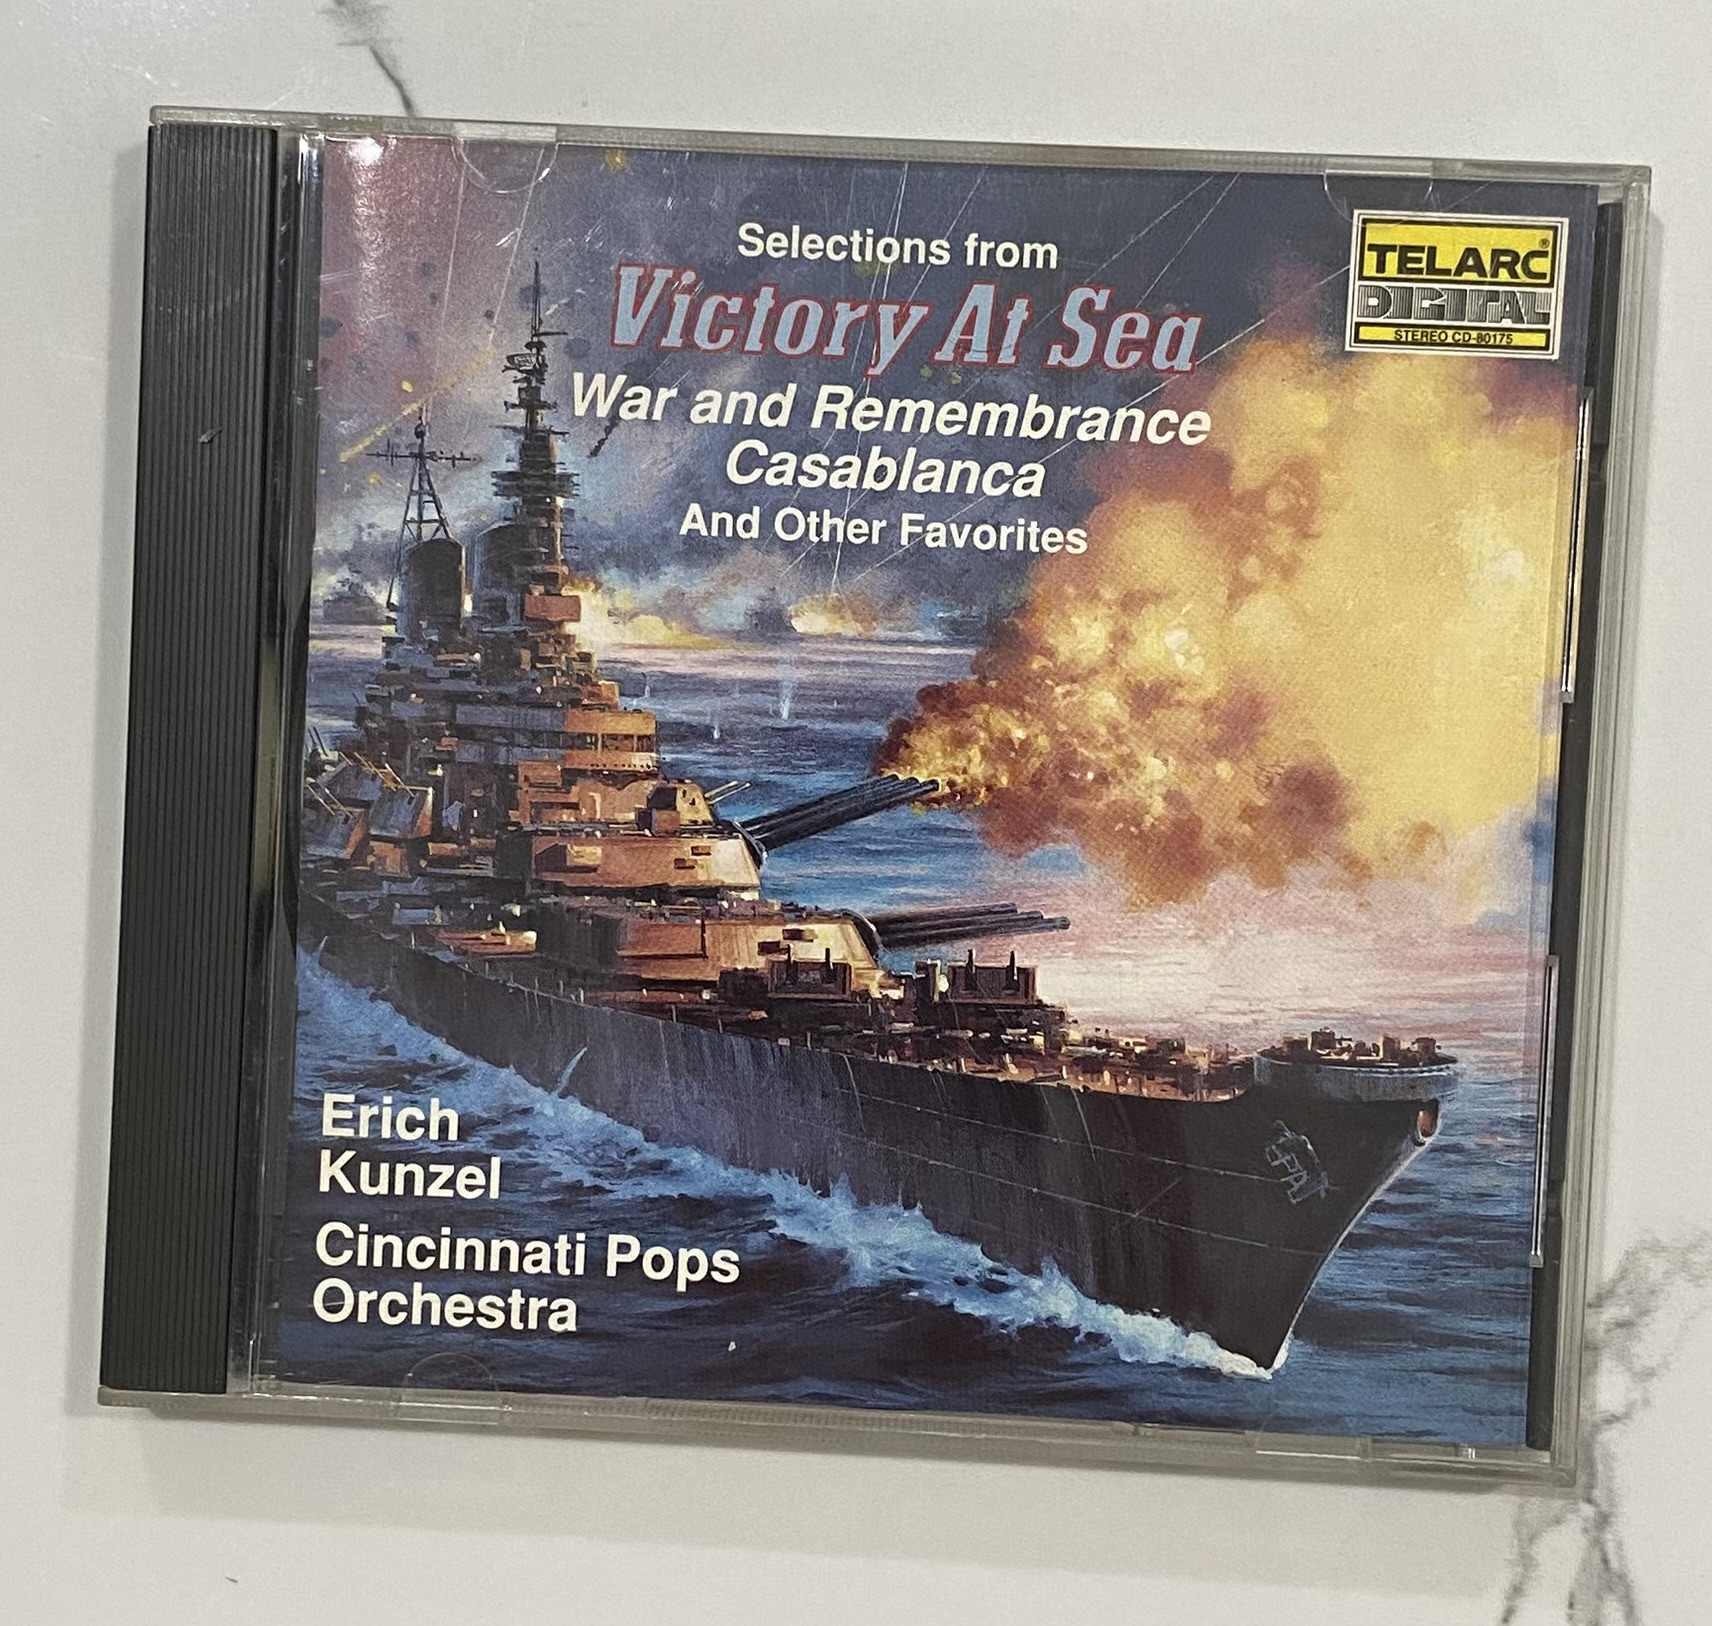 Selections from
Victory At Sea
War and Remembrance
Casablanca
And Other Favorites
TELARC®
DIGITAL
STEREO CD-80175
Erich
Kunzel
Cincinnati Pops
Orchestra